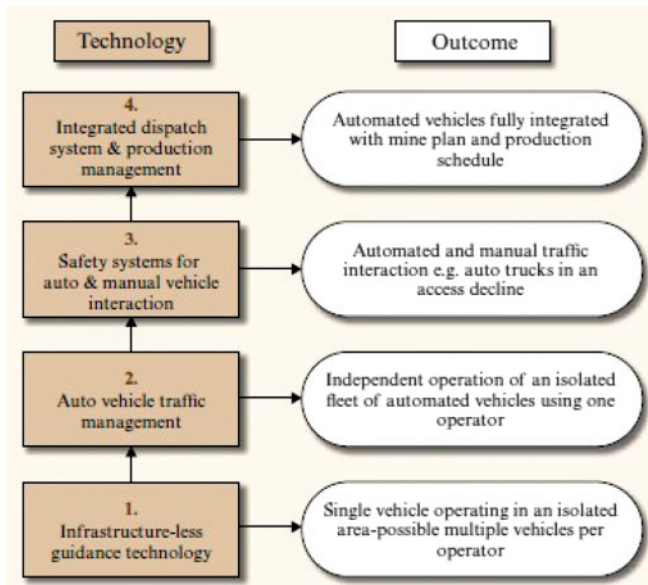 Technology
Outcome
4.
Integrated dispatch
system & production
management
Automated vehicles fully integrated
with mine plan and production
schedule
3.
Safety systems for
auto & manual vehicle
interaction
Automated and manual traffic
interaction e.g. auto trucks in an
access decline
2.
Auto vehicle traffic
management
Independent operation of an isolated
fleet of automated vehicles using one
operator
1.
Infrastructure-less
guidance technology
Single vehicle operating in an isolated
area-possible multiple vehicles per
operator